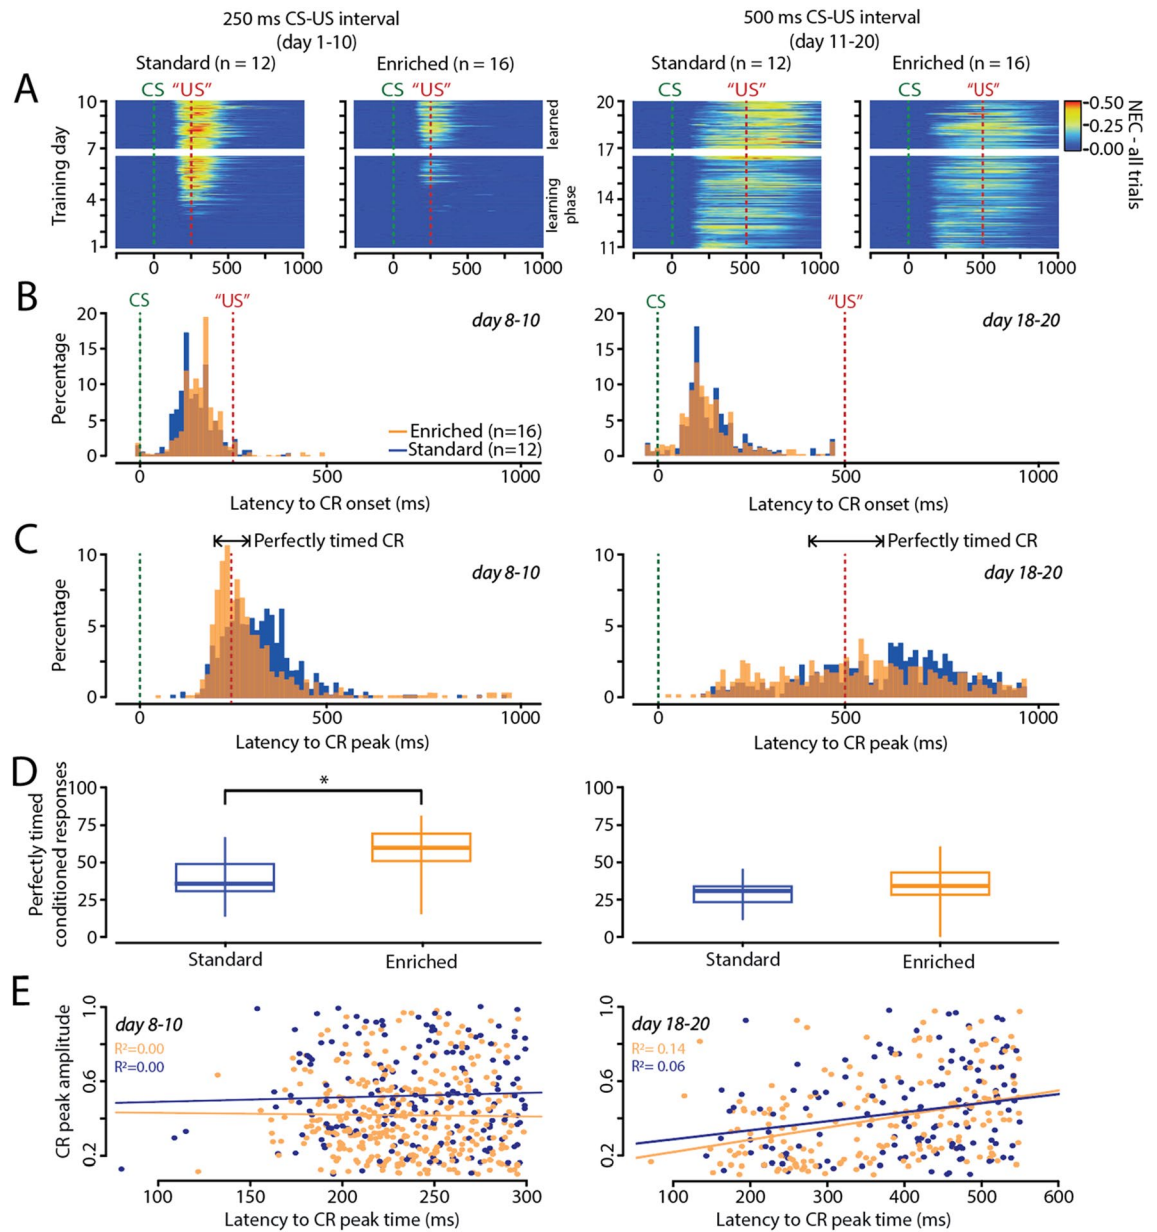 250 ms CS-US interval
(day 1-10)
500 ms CS-US interval
(day 11-20)
Standard (n = 12)
Enriched (n = 16)
Standard (n = 12)
Enriched (n = 16)
A
CS "US"
CS "US"
CS "US"
CS "US"
Training day
10
7
4
1
learned
learning
phase
20
17
14
11
0.50
0.25
0.00
NEC - all trials
0 500 1000
0 500 1000
0 500 1000
0 500 1000
B
CS "US"
day 8-10
CS "US"
day 18-20
Percentage
20
15
10
5
0
20
15
10
5
0
Enriched (n=16)
Standard (n=12)
0 500 1000
0 500 1000
Latency to CR onset (ms)
Latency to CR onset (ms)
C
Perfectly timed CR
Perfectly timed CR
day 8-10
day 18-20
Percentage
10
5
0
10
5
0
0 500 1000
0 500 1000
Latency to CR peak (ms)
Latency to CR peak (ms)
D
Perfectly timed
conditioned responses
100
75
50
25
0
*
100
75
50
25
0
Standard
Enriched
Standard
Enriched
E
CR peak amplitude
1.0
0.6
0.2
day 8-10
R²=0.00
R²=0.00
1.0
0.6
0.2
day 18-20
R²= 0.14
R²= 0.06
100 150 200 250 300
100 200 300 400 500 600
Latency to CR peak time (ms)
Latency to CR peak time (ms)